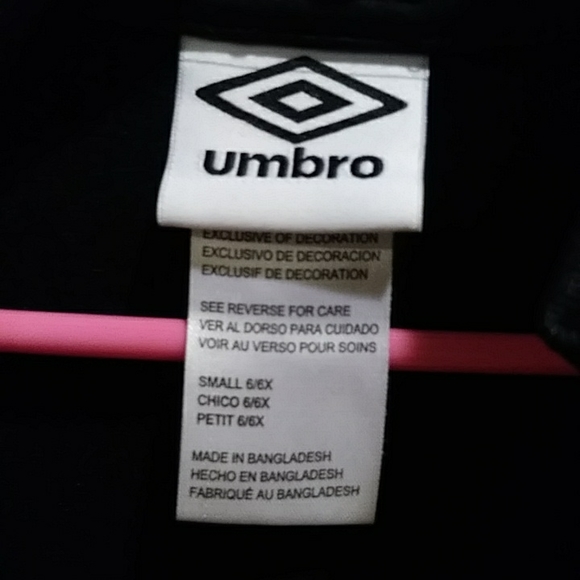 umbro
EXCLUSIVE OF DECORATION
EXCLUSIVO DE DECORACION
EXCLUSIF DE DECORATION
SEE REVERSE FOR CARE
VER AL DORSO PARA CUIDADO
VOIR AU VERSO POUR SOINS
SMALL 6/6X
CHICO 6/6X
PETIT 6/6X
MADE IN BANGLADESH
HECHO EN BANGLADESH
FABRIQUÉ AU BANGLADESH